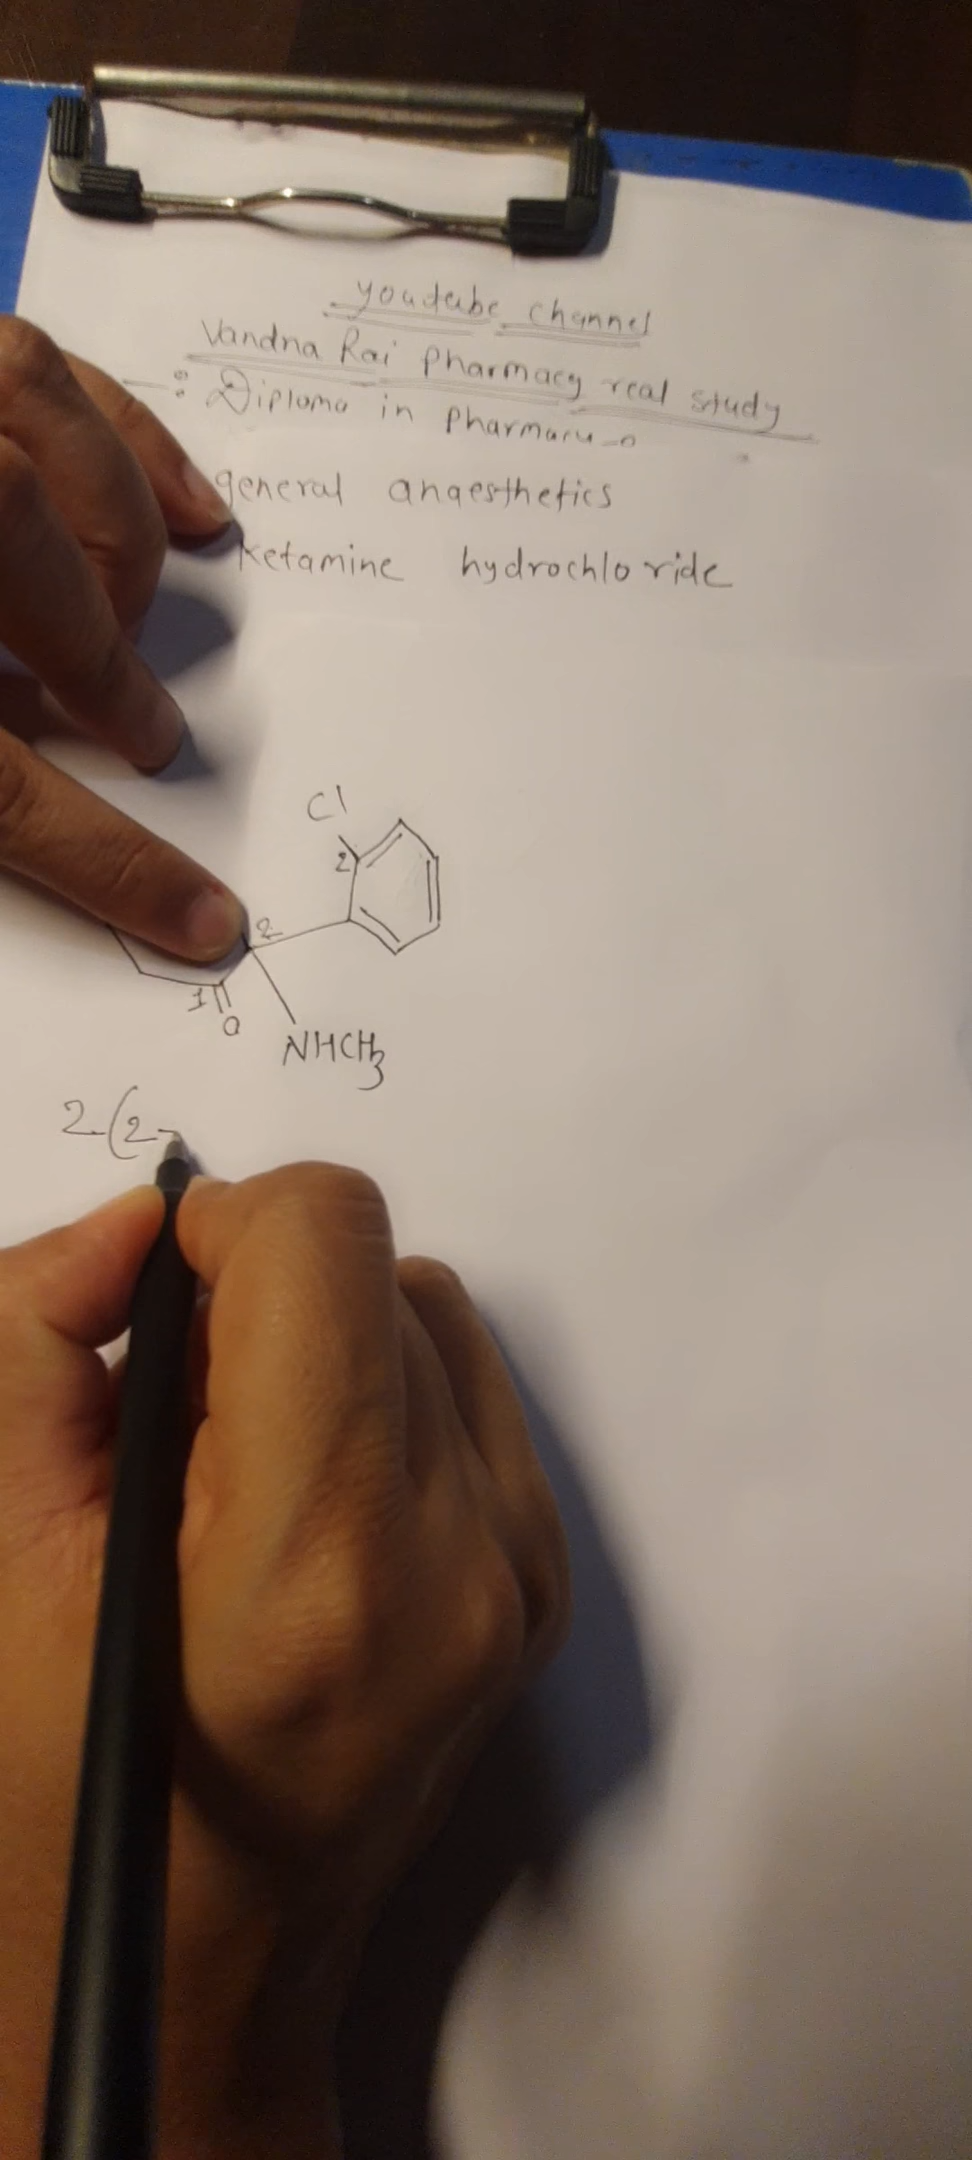 youtube channel
Vandna Rai Pharmacy real study
-: Diploma in Pharmacy -o
general anaesthetics
Ketamine hydrochloride
Cl
2
2
1
O
NHCH3
2-(2-